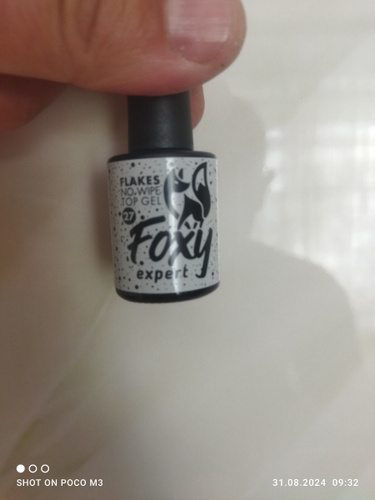 FLAKES
NO-WIPE
TOP GEL
27
Foxy
expert
SHOT ON POCO M3
31.08.2024 09:32